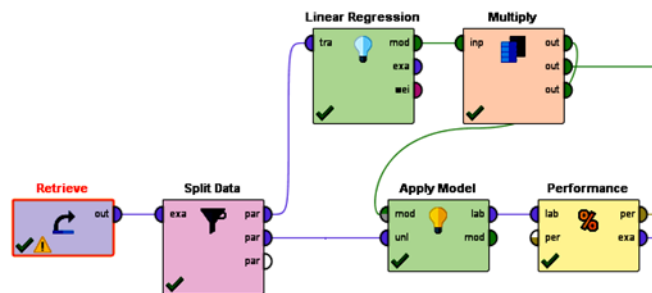 Linear Regression
Multiply
tra
mod
exa
wei
inp
out
out
out
Retrieve
Split Data
Apply Model
Performance
out
exa
par
par
par
mod
unl
lab
mod
lab
per
%
per
exa